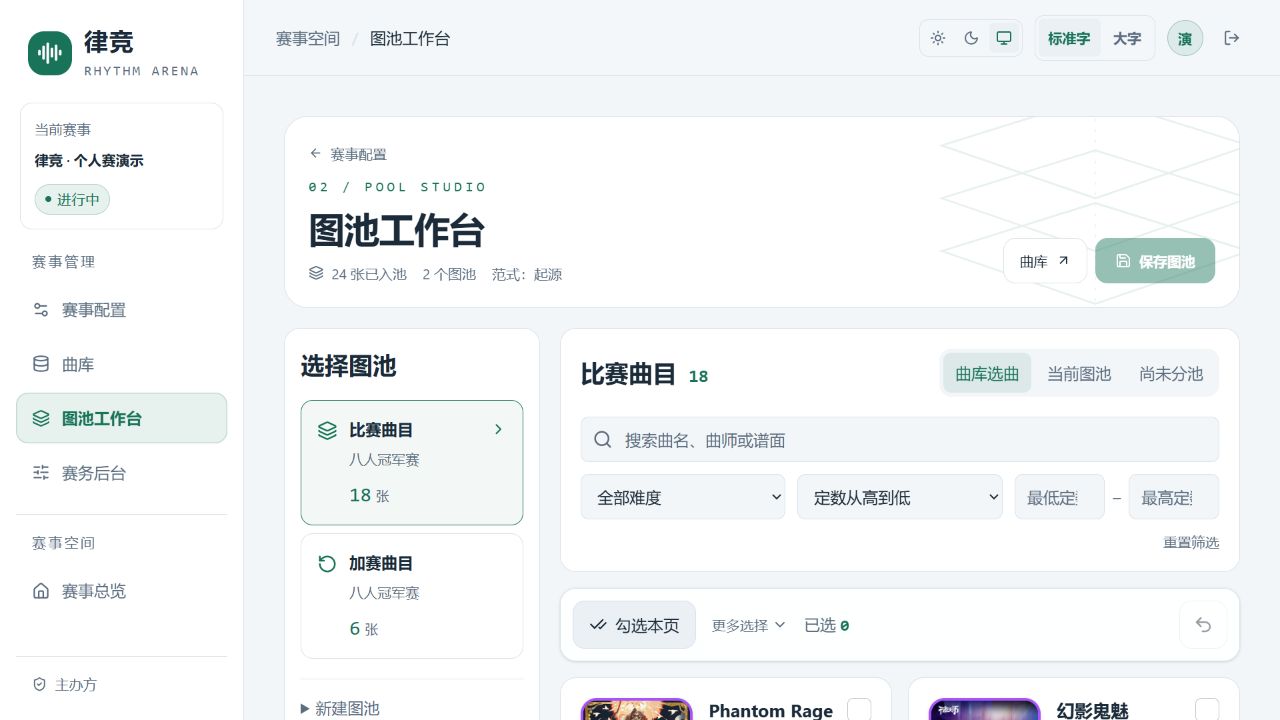 律竞
RHYTHM ARENA
当前赛事
律竞 · 个人赛演示
进行中
赛事管理
赛事配置
曲库
图池工作台
赛务后台
赛事空间
赛事总览
主办方
赛事空间 / 图池工作台
标准字
大字
演
赛事配置
02 / POOL STUDIO
图池工作台
24 张已入池 2 个图池 范式：起源
曲库
保存图池
选择图池
比赛曲目
八人冠军赛
18 张
加赛曲目
八人冠军赛
6 张
新建图池
比赛曲目 18
曲库选曲
当前图池
尚未分池
搜索曲名、曲师或谱面
全部难度
定数从高到低
最低定
–
最高定
重置筛选
勾选本页
更多选择
已选 0
Phantom Rage
幻影鬼魅